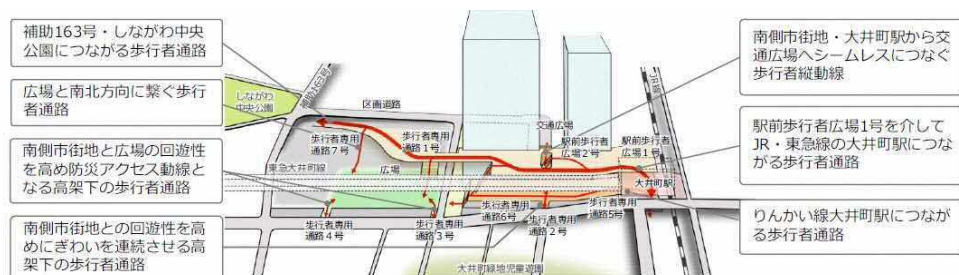 補助163号・しながわ中央
公園につながる歩行者通路
広場と南北方向に繋ぐ歩行
者通路
南側市街地と広場の回遊性
を高め防災アクセス動線と
なる高架下の歩行者通路
南側市街地との回遊性を高
めにぎわいを連続させる高
架下の歩行者通路
しながわ
中央公園
補助163号
区画道路
歩行者専用
通路7号
歩行者専用
通路1号
交通広場
駅前歩行者
広場2号
駅前歩行者
広場1号
JR線
東急大井町線
広場
大井町駅
歩行者専用
通路4号
歩行者専用
通路3号
歩行者専用
通路6号
歩行者専用
通路2号
歩行者専用
通路5号
大井町緑地児童遊園
南側市街地・大井町駅から交
通広場へシームレスにつなぐ
歩行者縦動線
駅前歩行者広場1号を介して
JR・東急線の大井町駅につな
がる歩行者通路
りんかい線大井町駅につなが
る歩行者通路